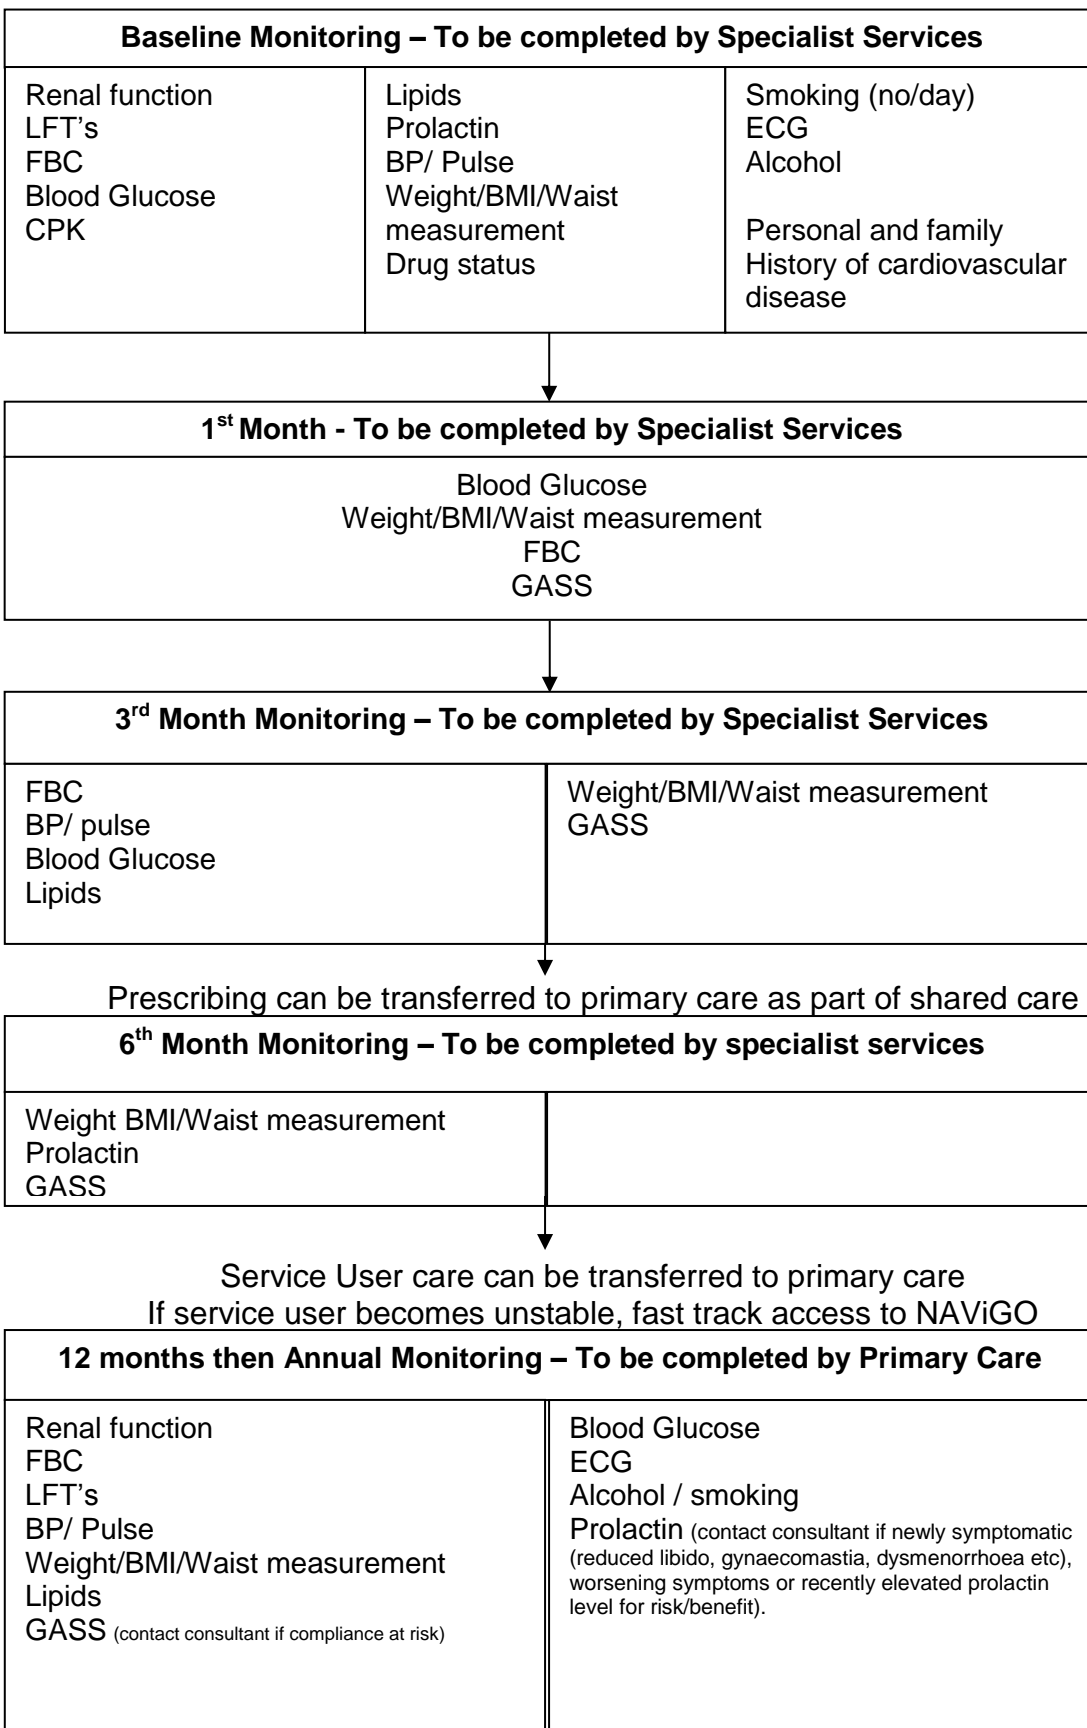 Baseline Monitoring – To be completed by Specialist Services
Renal function
LFT's
FBC
Blood Glucose
CPK
Lipids
Prolactin
BP/ Pulse
Weight/BMI/Waist
measurement
Drug status
Smoking (no/day)
ECG
Alcohol
Personal and family
History of cardiovascular
disease
1st Month - To be completed by Specialist Services
Blood Glucose
Weight/BMI/Waist measurement
FBC
GASS
3rd Month Monitoring – To be completed by Specialist Services
FBC
BP/ pulse
Blood Glucose
Lipids
Weight/BMI/Waist measurement
GASS
Prescribing can be transferred to primary care as part of shared care
6th Month Monitoring – To be completed by specialist services
Weight BMI/Waist measurement
Prolactin
GASS
Service User care can be transferred to primary care
If service user becomes unstable, fast track access to NAViGO
12 months then Annual Monitoring – To be completed by Primary Care
Renal function
FBC
LFT's
BP/ Pulse
Weight/BMI/Waist measurement
Lipids
GASS (contact consultant if compliance at risk)
Blood Glucose
ECG
Alcohol / smoking
Prolactin (contact consultant if newly symptomatic
(reduced libido, gynaecomastia, dysmenorrhoea etc),
worsening symptoms or recently elevated prolactin
level for risk/benefit).